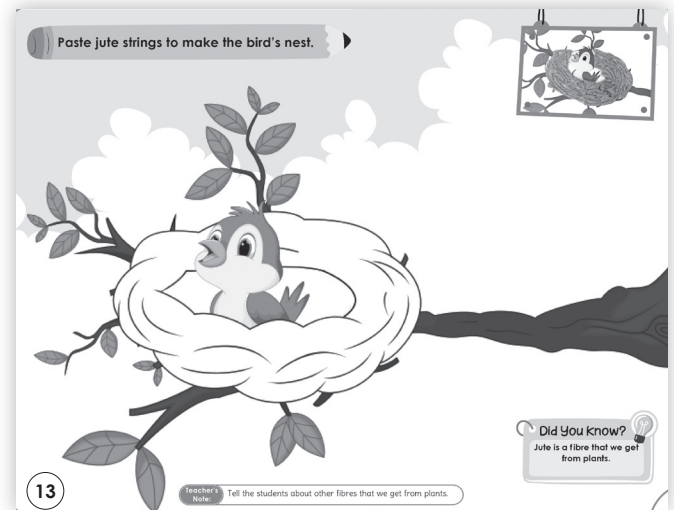 Paste jute strings to make the bird's nest.
Did You Know?
Jute is a fibre that we get
from plants.
13
Teacher's
Note:
Tell the students about other fibres that we get from plants.